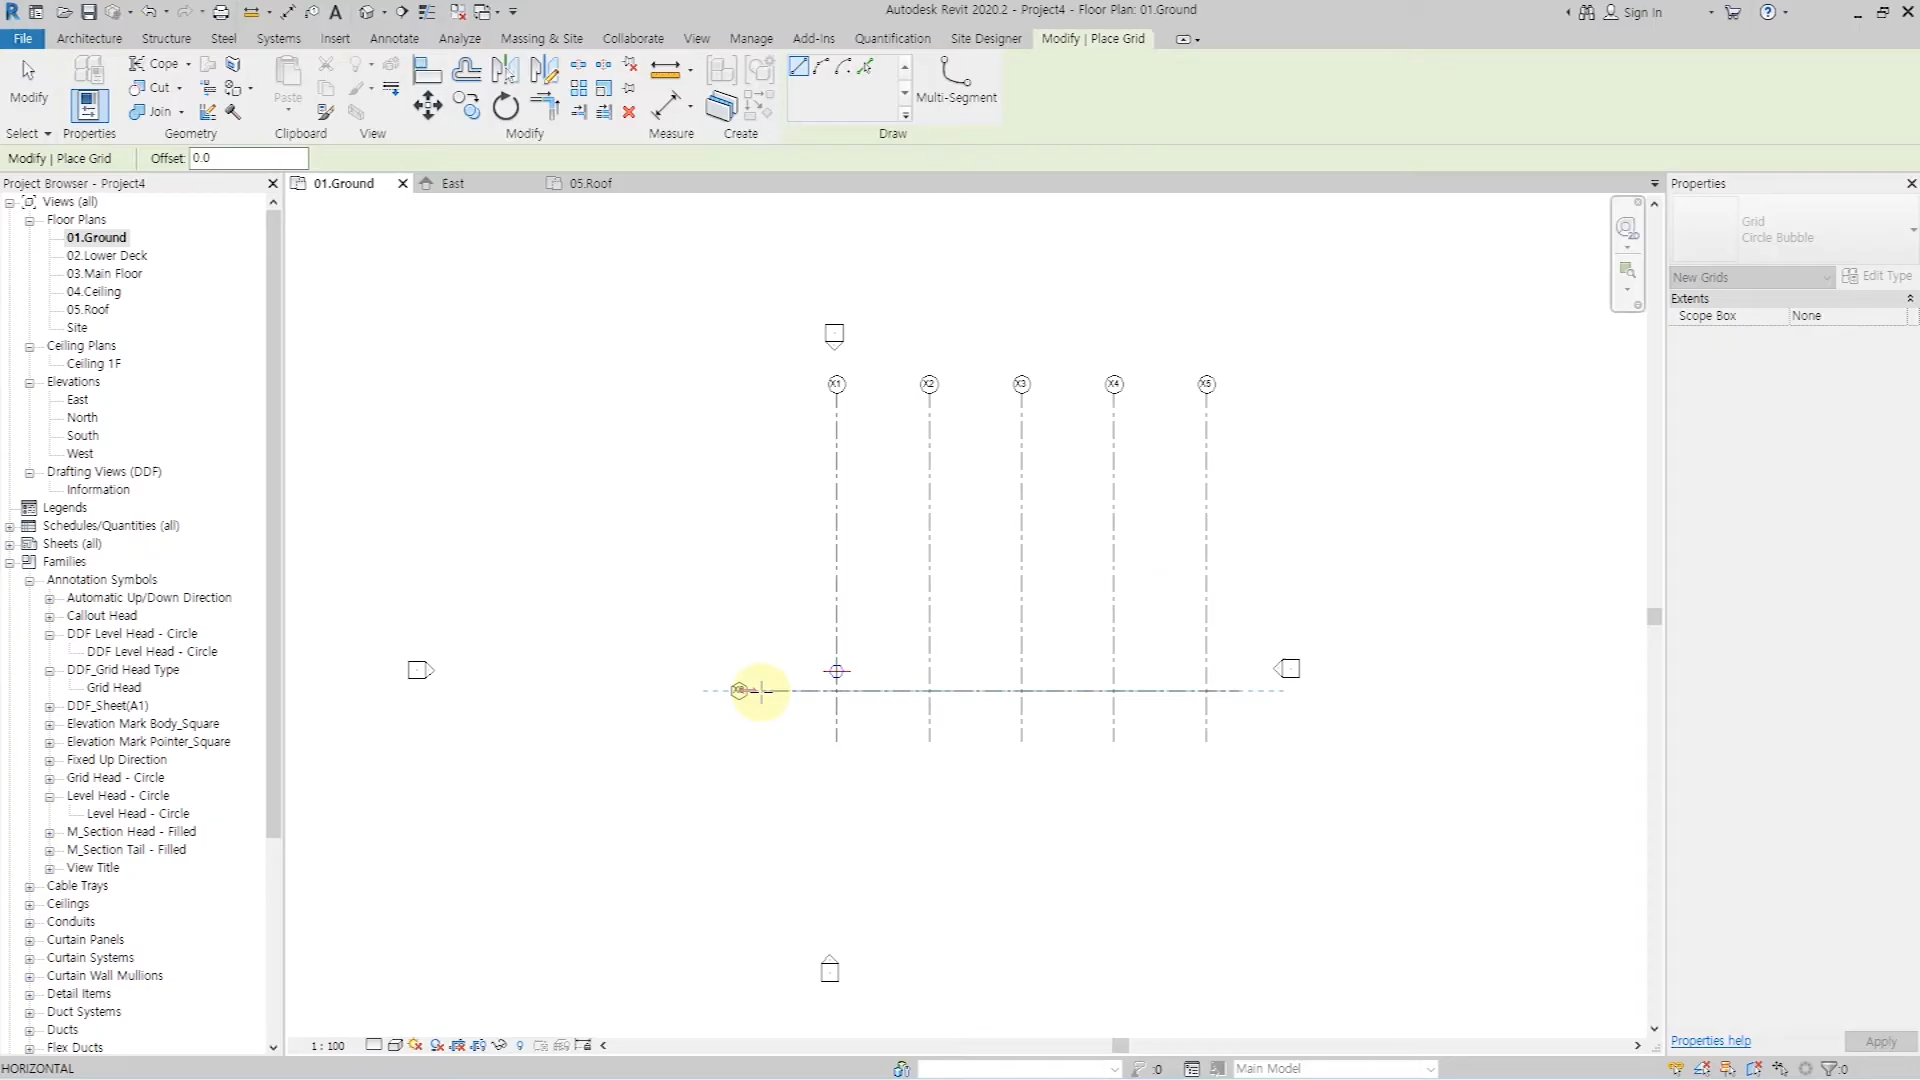 Autodesk Revit 2020.2 - Project4 - Floor Plan: 01.Ground
Sign In
File Architecture Structure Steel Systems Insert Annotate Analyze Massing & Site Collaborate View Manage Add-Ins Quantification Site Designer Modify | Place Grid
Modify
Cope
Cut
Join
Paste
Multi-Segment
Select Properties Geometry Clipboard View Modify Measure Create Draw
Modify | Place Grid Offset: 0.0
Project Browser - Project4
01.Ground East 05.Roof
Properties
Views (all)
Floor Plans
01.Ground
02.Lower Deck
03.Main Floor
04.Ceiling
05.Roof
Site
Ceiling Plans
Ceiling 1F
Elevations
East
North
South
West
Drafting Views (DDF)
Information
Legends
Schedules/Quantities (all)
Sheets (all)
Families
Annotation Symbols
Automatic Up/Down Direction
Callout Head
DDF Level Head - Circle
DDF Level Head - Circle
DDF_Grid Head Type
Grid Head
DDF_Sheet(A1)
Elevation Mark Body_Square
Elevation Mark Pointer_Square
Fixed Up Direction
Grid Head - Circle
Level Head - Circle
Level Head - Circle
M_Section Head - Filled
M_Section Tail - Filled
View Title
Cable Trays
Ceilings
Conduits
Curtain Panels
Curtain Systems
Curtain Wall Mullions
Detail Items
Duct Systems
Ducts
Flex Ducts
X1 X2 X3 X4 X5
2D
Grid
Circle Bubble
New Grids Edit Type
Extents
Scope Box None
Properties help Apply
1 : 100
HORIZONTAL
:0
Main Model
:0